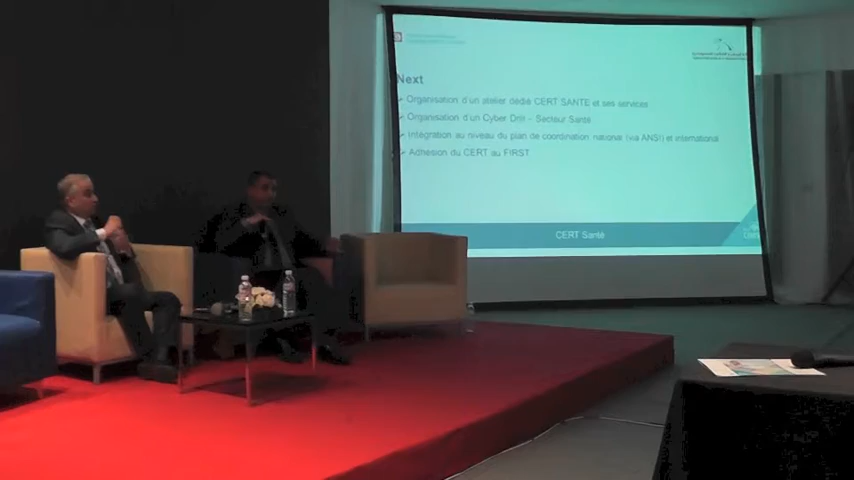 Next
Organisation d'un atelier dédié CERT SANTE et ses services
Organisation d'un Cyber Drill - Secteur Santé
Intégration au niveau du plan de coordination national (via ANSI) et international
Adhesion du CERT au FIRST
CERT Santé